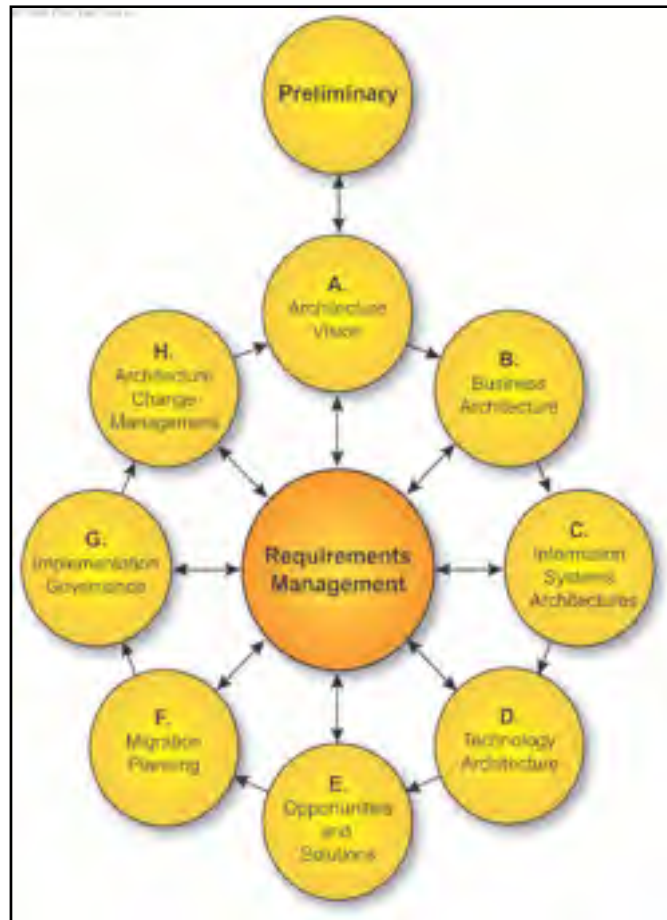 Preliminary
A.
Architecture
Vision
B.
Business
Architecture
C.
Information
Systems
Architectures
D.
Technology
Architecture
E.
Opportunities
and
Solutions
F.
Migration
Planning
G.
Implementation
Governance
H.
Architecture
Change
Management
Requirements
Management